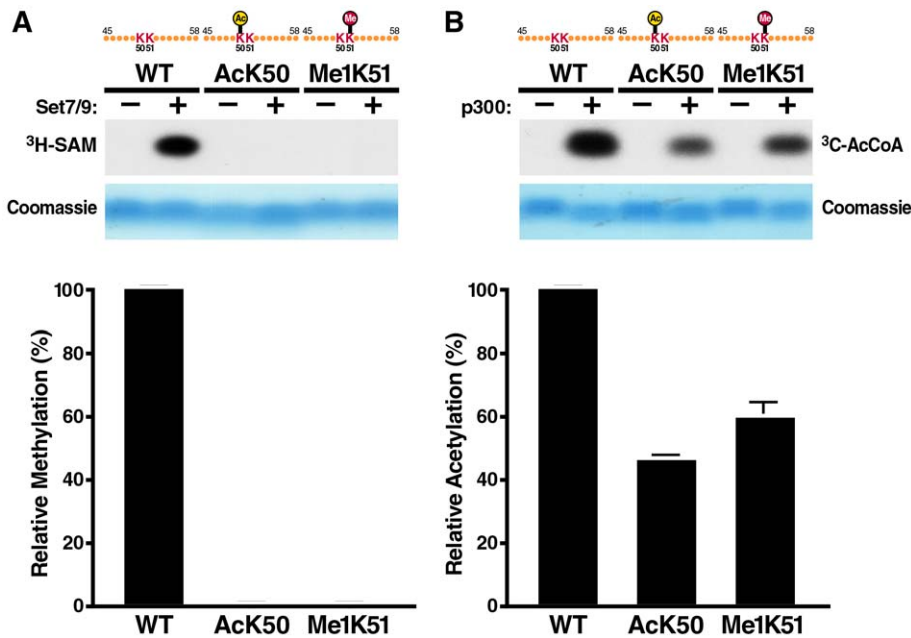 A
Ac
Me
45 58 45 58 45 58
KK KK KK
5051 5051 5051
WT AcK50 Me1K51
Set7/9: − + − + − +
³H-SAM
Coomassie
Relative Methylation (%)
100
80
60
40
20
0
WT AcK50 Me1K51
B
Ac
Me
45 58 45 58 45 58
KK KK KK
5051 5051 5051
WT AcK50 Me1K51
p300: − + − + − +
³C-AcCoA
Coomassie
Relative Acetylation (%)
100
80
60
40
20
0
WT AcK50 Me1K51